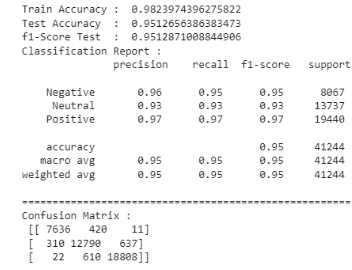 Train Accuracy : 0.9823974396275822
Test Accuracy : 0.9512656386383473
f1-Score Test : 0.9512871008844906
Classification Report :
precision recall f1-score support
Negative 0.96 0.95 0.95 8067
Neutral 0.93 0.93 0.93 13737
Positive 0.97 0.97 0.97 19440
accuracy 0.95 41244
macro avg 0.95 0.95 0.95 41244
weighted avg 0.95 0.95 0.95 41244
======================================================
Confusion Matrix :
[[ 7636 420 11]
[ 310 12790 637]
[ 22 610 18808]]